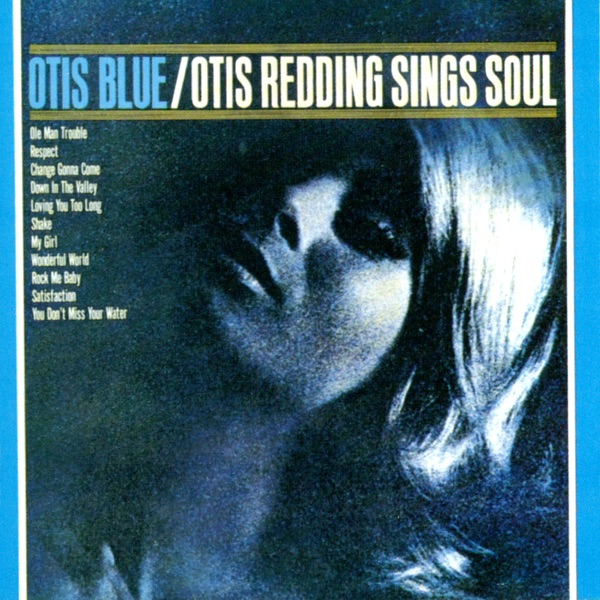 OTIS BLUE/OTIS REDDING SINGS SOUL
Ole Man Trouble
Respect
Change Gonna Come
Down In The Valley
Loving You Too Long
Shake
My Girl
Wonderful World
Rock Me Baby
Satisfaction
You Don't Miss Your Water